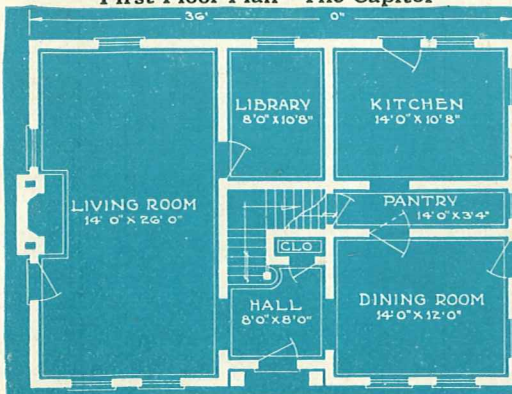 First Floor Plan - The Capitol
36' 0"
LIBRARY
8'0" X 10'8"
KITCHEN
14'0" X 10'8"
LIVING ROOM
14' 0" X 26' 0"
PANTRY
14'0" X 3'4"
CLO
HALL
8'0" X 8'0"
DINING ROOM
14'0" X 12'0"